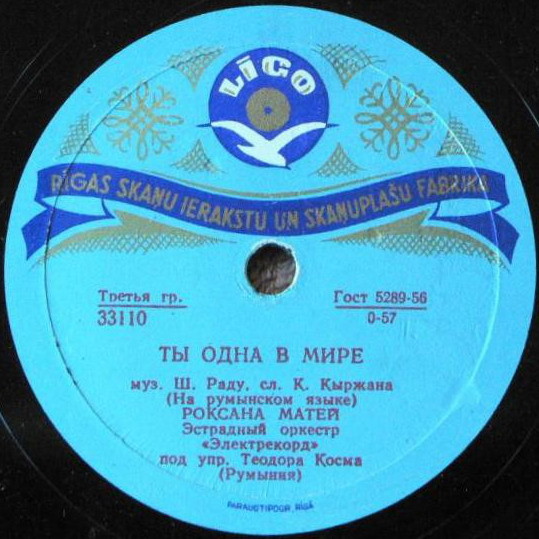 LĪGO
RĪGAS SKAŅU IERAKSTU UN SKAŅUPLAŠU FABRIKA
Третья гр. Гост 5289-56
33110 0-57
ТЫ ОДНА В МИРЕ
муз. Ш. Раду, сл. К. Кыржана
(На румынском языке)
РОКСАНА МАТЕЙ
Эстрадный оркестр
«Электрекорд»
под упр. Теодора Косма
(Румыния)
PARAUGTIPOGR. RĪGĀ